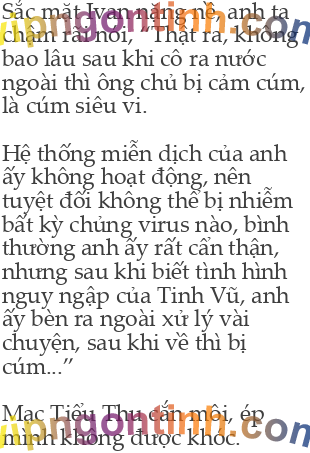 Sắc mặt Ivan nặng nề, anh ta
chậm rãi nói, “Thật ra, không
bao lâu sau khi cô ra nước
ngoài thì ông chủ bị cảm cúm,
là cúm siêu vi.
Hệ thống miễn dịch của anh
ấy không hoạt động, nên
tuyệt đối không thể bị nhiễm
bất kỳ chủng virus nào, bình
thường anh ấy rất cẩn thận,
nhưng sau khi biết tình hình
nguy ngập của Tinh Vũ, anh
ấy bèn ra ngoài xử lý vài
chuyện, sau khi về thì bị
cúm...”
Mạc Tiểu Thu cắn môi, ép
mình không được khóc.
vipngontinh.com
vipngontinh.com